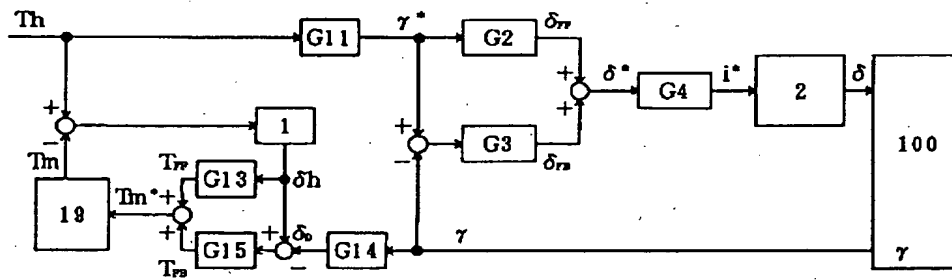 Th
G11
γ*
G2
δFF
+
+
δ*
G4
i*
2
δ
100
+
−
1
+
−
G3
δFB
Tm
TFF
G13
δh
19
Tm*
+
+
G15
δD
+
−
G14
γ
γ
TFB